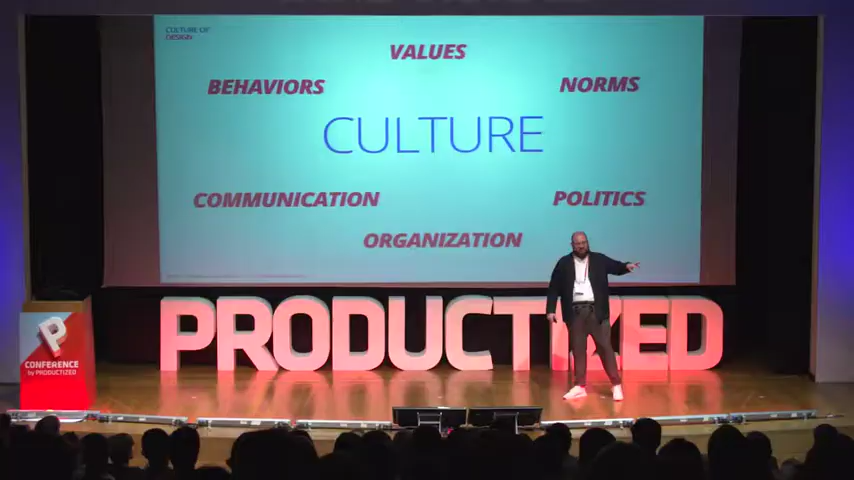 CULTURE OF
DESIGN
VALUES
BEHAVIORS
NORMS
CULTURE
COMMUNICATION
POLITICS
ORGANIZATION
PRODUCTIZED
P
CONFERENCE
by PRODUCTIZED